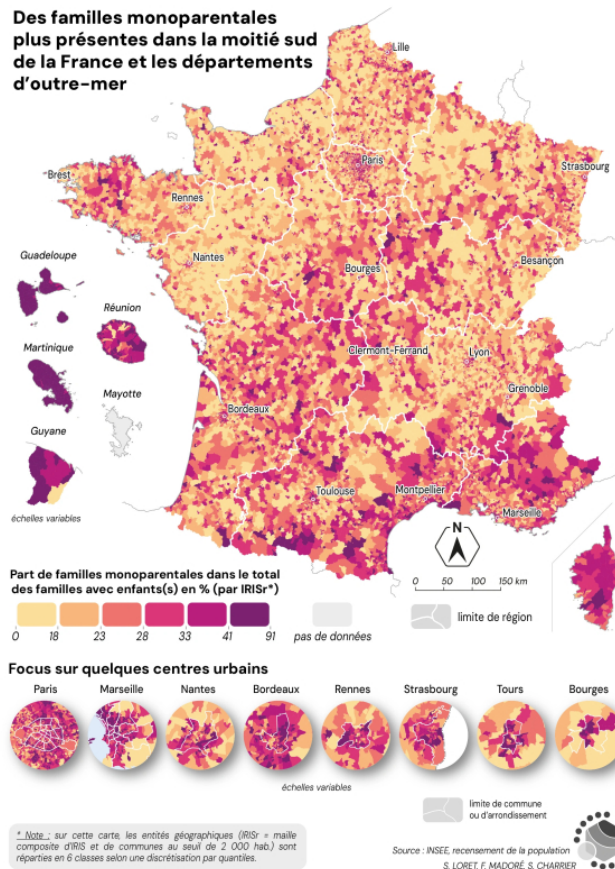 Des familles monoparentales
plus présentes dans la moitié sud
de la France et les départements
d'outre-mer
Lille
Paris
Strasbourg
Brest
Rennes
Nantes
Bourges
Besançon
Guadeloupe
Réunion
Martinique
Mayotte
Guyane
échelles variables
Clermont-Ferrand
Lyon
Grenoble
Bordeaux
Toulouse
Montpellier
Marseille
N
0 50 100 150 km
Part de familles monoparentales dans le total
des familles avec enfants(s) en % (par IRISr*)
0 18 23 28 33 41 91
pas de données
limite de région
Focus sur quelques centres urbains
Paris Marseille Nantes Bordeaux Rennes Strasbourg Tours Bourges
échelles variables
limite de commune
ou d'arrondissement
* Note : sur cette carte, les entités géographiques (IRISr = maille
composite d'IRIS et de communes au seuil de 2 000 hab.) sont
réparties en 6 classes selon une discrétisation par quantiles.
Source : INSEE, recensement de la population
S. LORET, F. MADORÉ, S. CHARRIER